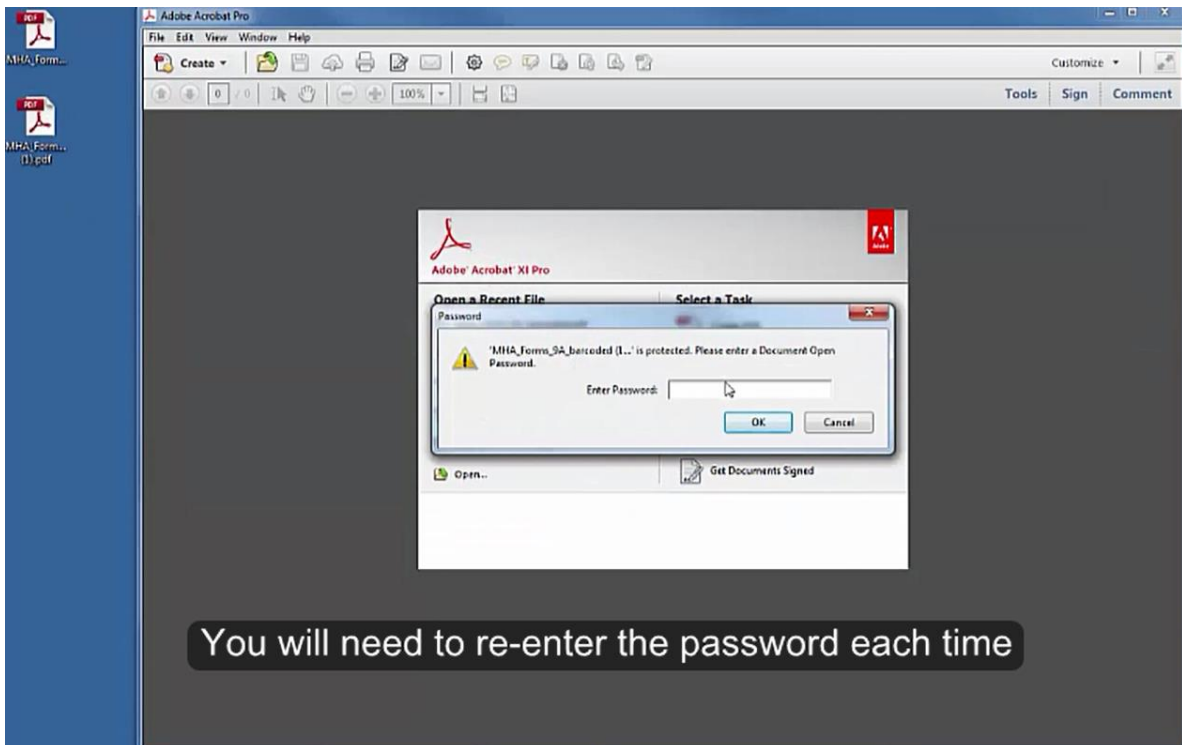 PDF
MHA_Form...
PDF
MHA_Form...
(1).pdf
Adobe Acrobat Pro
File Edit View Window Help
Create Customize
0 / 0 100% Tools Sign Comment
Adobe
Adobe® Acrobat® XI Pro
Open a Recent File Select a Task
Password
'MHA_Forms_9A_barcoded (1...' is protected. Please enter a Document Open
Password.
Enter Password:
OK Cancel
Open... Get Documents Signed
You will need to re-enter the password each time